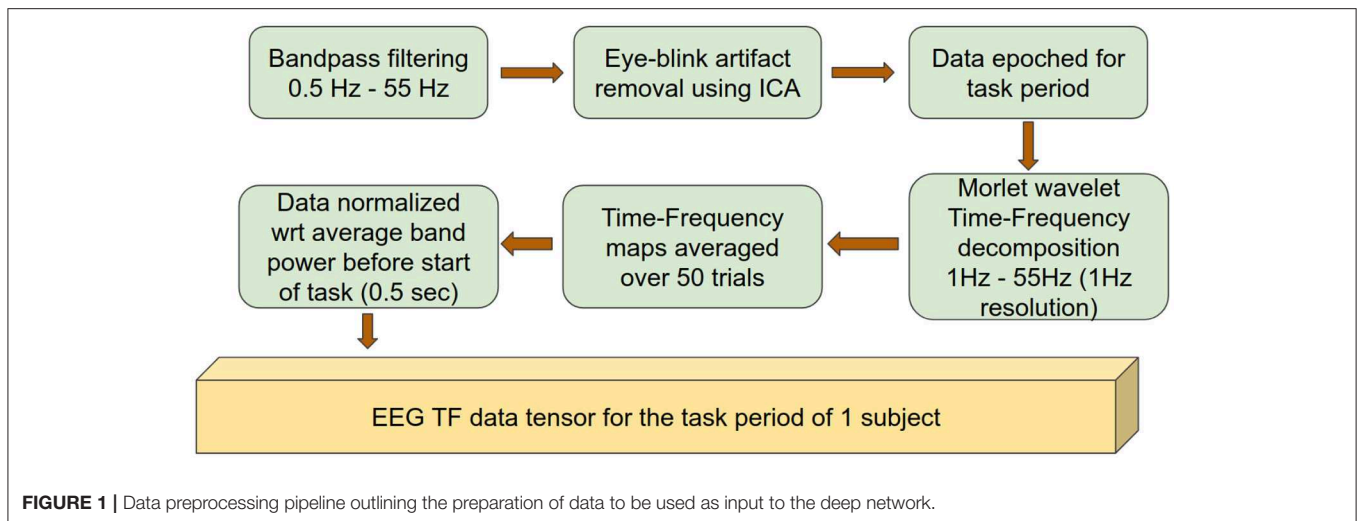 Bandpass filtering
0.5 Hz - 55 Hz
Eye-blink artifact
removal using ICA
Data epoched for
task period
Morlet wavelet
Time-Frequency
decomposition
1Hz - 55Hz (1Hz
resolution)
Time-Frequency
maps averaged
over 50 trials
Data normalized
wrt average band
power before start
of task (0.5 sec)
EEG TF data tensor for the task period of 1 subject
FIGURE 1 | Data preprocessing pipeline outlining the preparation of data to be used as input to the deep network.